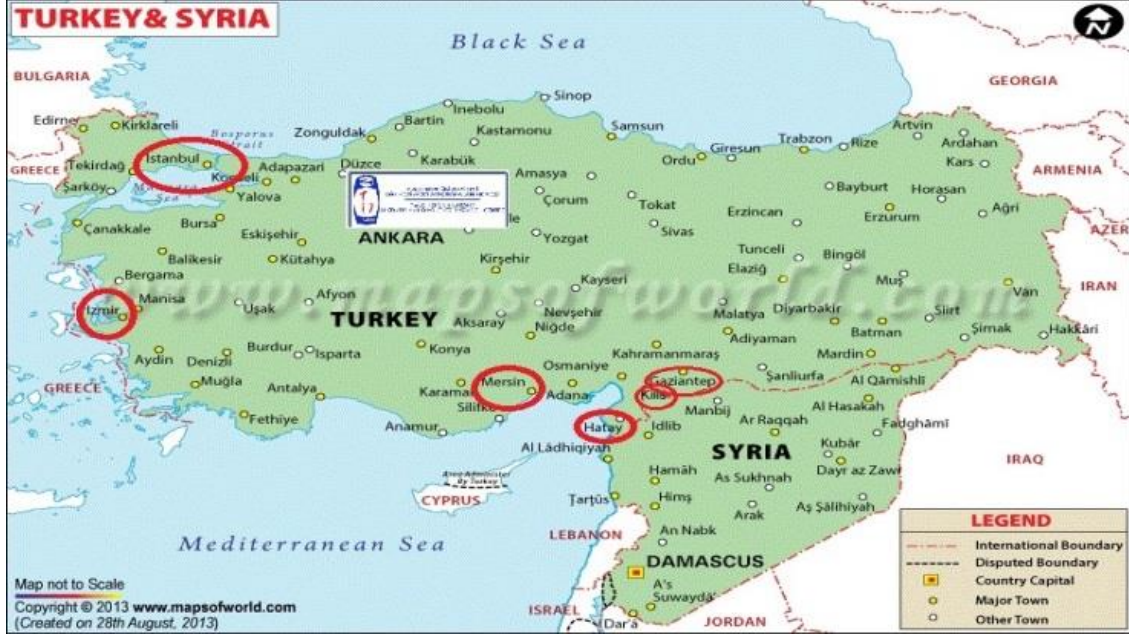 TURKEY& SYRIA
N
Black Sea
BULGARIA
GEORGIA
Sinop
Inebolu
Edirne
Kirklareli
Bartin
Zonguldak
Kastamonu
Samsun
Artvin
Bosporus
Trabzon
Rize
Ardahan
Istanbul
Giresun
Tekirdağ
Adapazari
Düzce
Karabük
Ordu
Kars
ARMENIA
GREECE
Amasya
Şarköy
Sea
Yalova
Çorum
Tokat
Bayburt
Horasan
Erzincan
Erzurum
Ağri
Çanakkale
Bursa
Eskişehir
ANKARA
Yozgat
Sivas
AZER
Balikesir
Kütahya
Kirşehir
Tunceli
Bingöl
Bergama
Elaziğ
Muş
Kayseri
IRAN
www.mapsofworld.com
Van
Manisa
Uşak
Afyon
Izmir
TURKEY
Aksaray
Nevşehir
Niğde
Malatya
Diyarbakir
Siirt
Batman
Adiyaman
Şirnak
Hakkâri
Aydin
Denizli
Burdur
Isparta
Konya
Kahramanmaraş
Mardin
Osmaniye
GREECE
Muğla
Antalya
Mersin
Adana
Gaziantep
Şanliurfa
Al Qāmishlī
Kilis
Silifke
Manbij
Al Hasakah
Fethiye
Anamur
Hatay
Idlib
Ar Raqqah
Fadghāmī
Al Lādhiqīyah
SYRIA
Kubār
Area Administer
By Turkey
Hamāh
As Sukhnah
Dayr az Zawr
IRAQ
CYPRUS
Ţarţūs
Himş
Arak
Aş Şālihīyah
Mediterranean Sea
LEBANON
An Nabk
DAMASCUS
A's
Suwaydā'
ISRAEL
Dar'ā
JORDAN
LEGEND
International Boundary
Disputed Boundary
Country Capital
Major Town
Other Town
Map not to Scale
Copyright © 2013 www.mapsofworld.com
(Created on 28th August, 2013)